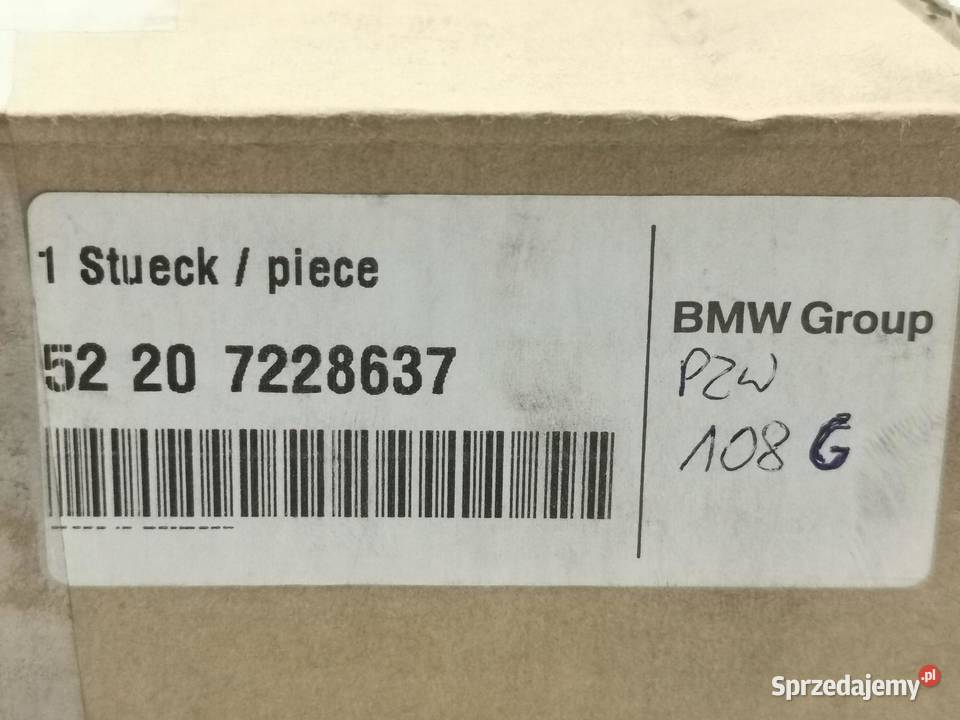 1 Stueck / piece
52 20 7228637
BMW Group
PZW
108 G
Sprzedajemy.pl